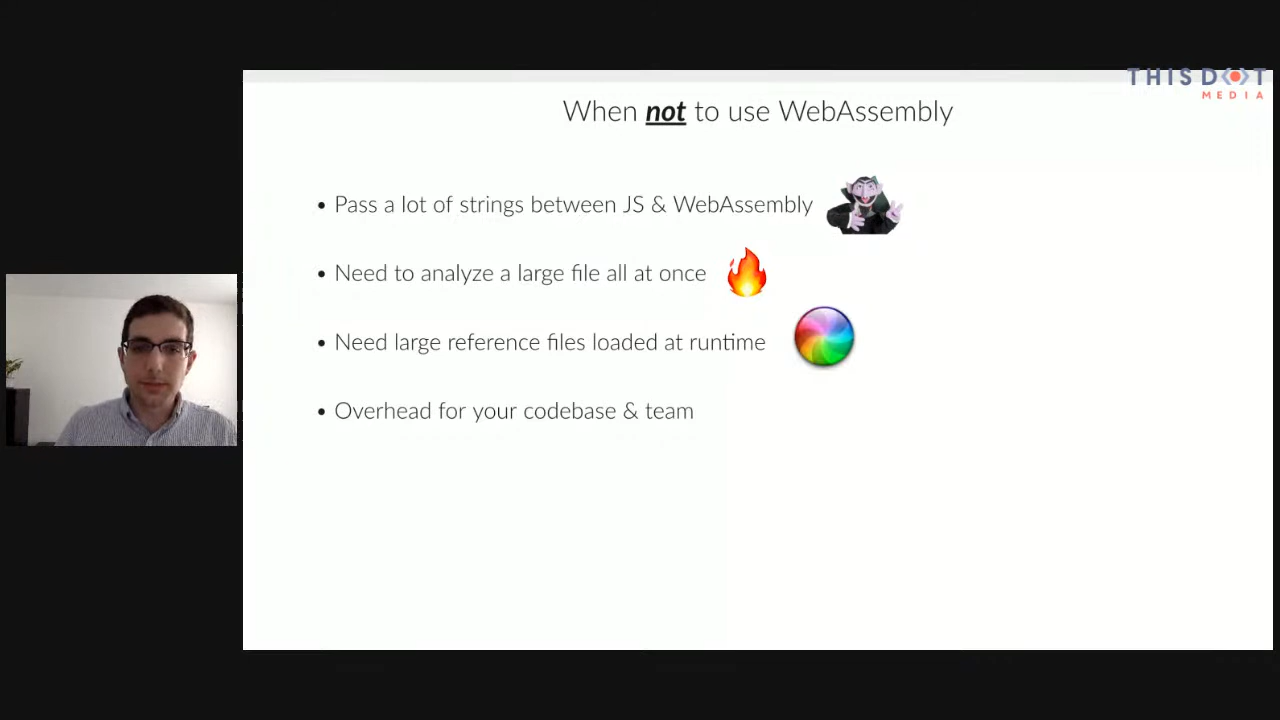 THIS DOT
MEDIA
When not to use WebAssembly
• Pass a lot of strings between JS & WebAssembly
• Need to analyze a large file all at once
• Need large reference files loaded at runtime
• Overhead for your codebase & team